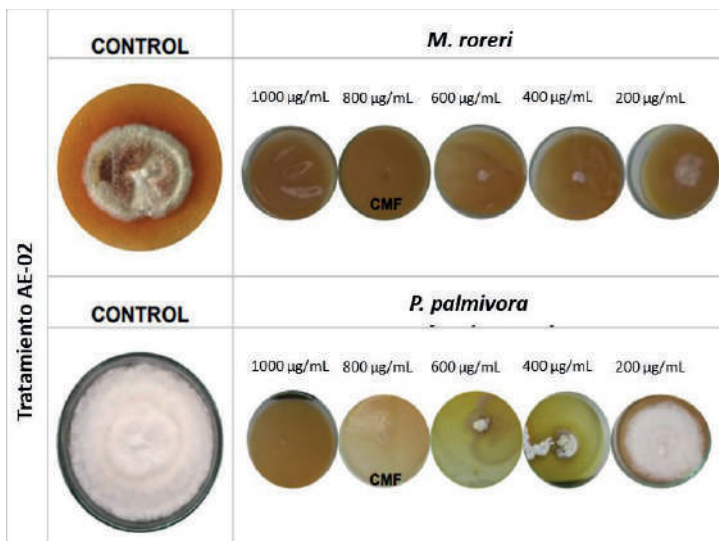 Tratamiento AE-02
CONTROL
M. roreri
1000 µg/mL 800 µg/mL 600 µg/mL 400 µg/mL 200 µg/mL
CMF
CONTROL
P. palmivora
1000 µg/mL 800 µg/mL 600 µg/mL 400 µg/mL 200 µg/mL
CMF